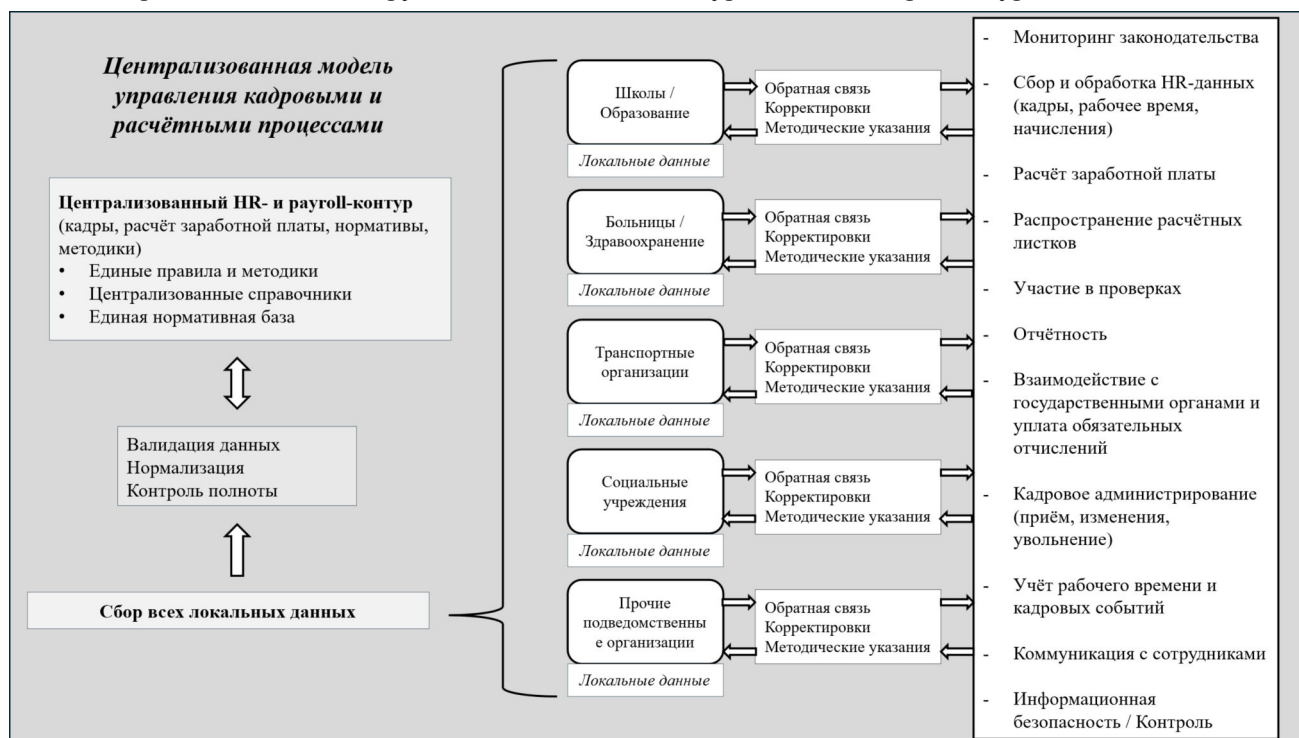 Централизованная модель
управления кадровыми и
расчётными процессами
Централизованный HR- и payroll-контур
(кадры, расчёт заработной платы, нормативы,
методики)
• Единые правила и методики
• Централизованные справочники
• Единая нормативная база
Валидация данных
Нормализация
Контроль полноты
Сбор всех локальных данных
Школы /
Образование
Локальные данные
Обратная связь
Корректировки
Методические указания
Больницы /
Здравоохранение
Локальные данные
Обратная связь
Корректировки
Методические указания
Транспортные
организации
Локальные данные
Обратная связь
Корректировки
Методические указания
Социальные
учреждения
Локальные данные
Обратная связь
Корректировки
Методические указания
Прочие
подведомственны
е организации
Локальные данные
Обратная связь
Корректировки
Методические указания
- Мониторинг законодательства
- Сбор и обработка HR-данных
(кадры, рабочее время,
начисления)
- Расчёт заработной платы
- Распространение расчётных
листков
- Участие в проверках
- Отчётность
- Взаимодействие с
государственными органами и
уплата обязательных
отчислений
- Кадровое администрирование
(приём, изменения,
увольнение)
- Учёт рабочего времени и
кадровых событий
- Коммуникация с сотрудниками
- Информационная
безопасность / Контроль